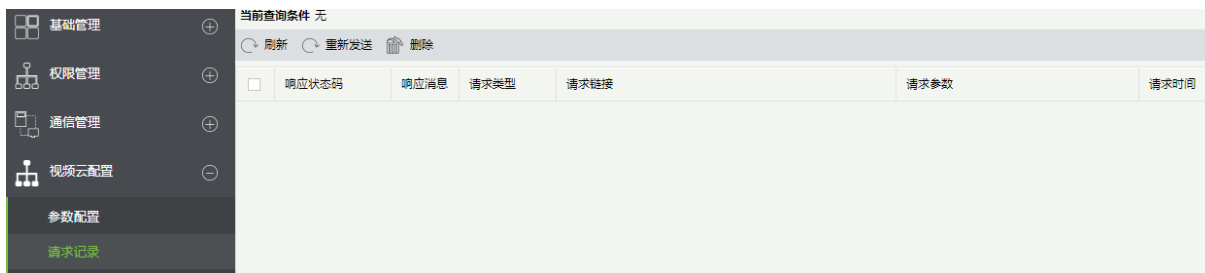 当前查询条件 无
刷新 重新发送 删除
响应状态码 响应消息 请求类型 请求链接 请求参数 请求时间
基础管理
权限管理
通信管理
视频云配置
参数配置
请求记录